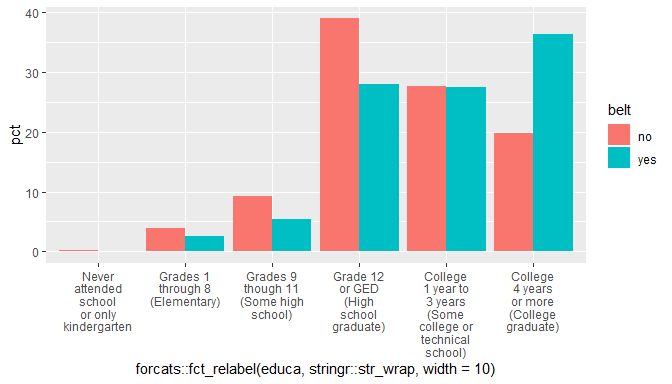 40
30
20
10
0
pct
Never
attended
school
or only
kindergarten
Grades 1
through 8
(Elementary)
Grades 9
though 11
(Some high
school)
Grade 12
or GED
(High
school
graduate)
College
1 year to
3 years
(Some
college or
technical
school)
College
4 years
or more
(College
graduate)
forcats::fct_relabel(educa, stringr::str_wrap, width = 10)
belt
no
yes